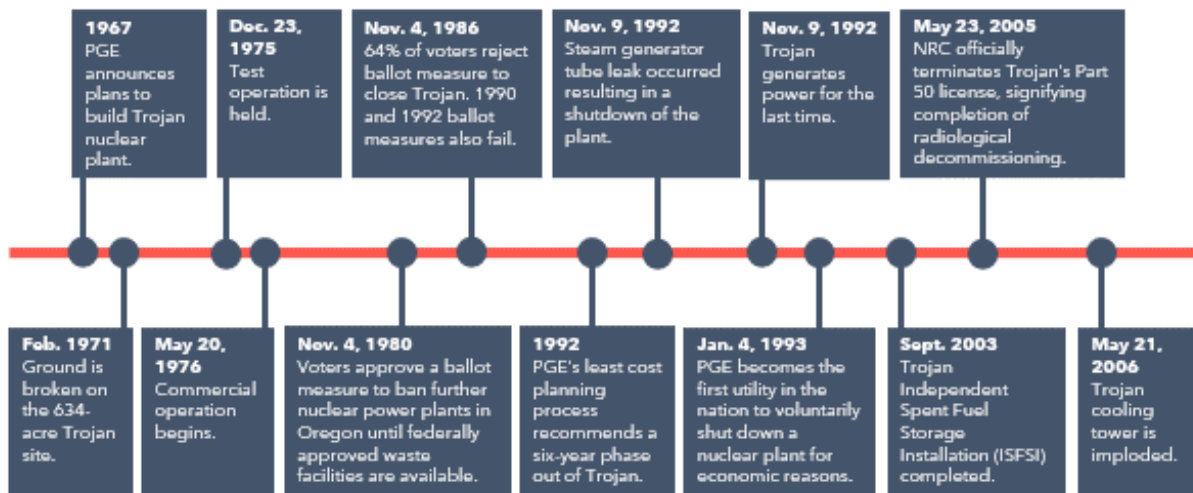 1967
PGE
announces
plans to
build Trojan
nuclear
plant.
Dec. 23,
1975
Test
operation is
held.
Nov. 4, 1986
64% of voters reject
ballot measure to
close Trojan. 1990
and 1992 ballot
measures also fail.
Nov. 9, 1992
Steam generator
tube leak occurred
resulting in a
shutdown of the
plant.
Nov. 9, 1992
Trojan
generates
power for the
last time.
May 23, 2005
NRC officially
terminates Trojan's Part
50 license, signifying
completion of
radiological
decommissioning.
Feb. 1971
Ground is
broken on
the 634-
acre Trojan
site.
May 20,
1976
Commercial
operation
begins.
Nov. 4, 1980
Voters approve a ballot
measure to ban further
nuclear power plants in
Oregon until federally
approved waste
facilities are available.
1992
PGE's least cost
planning
process
recommends a
six-year phase
out of Trojan.
Jan. 4, 1993
PGE becomes the
first utility in the
nation to voluntarily
shut down a
nuclear plant for
economic reasons.
Sept. 2003
Trojan
Independent
Spent Fuel
Storage
Installation (ISFSI)
completed.
May 21,
2006
Trojan
cooling
tower is
imploded.